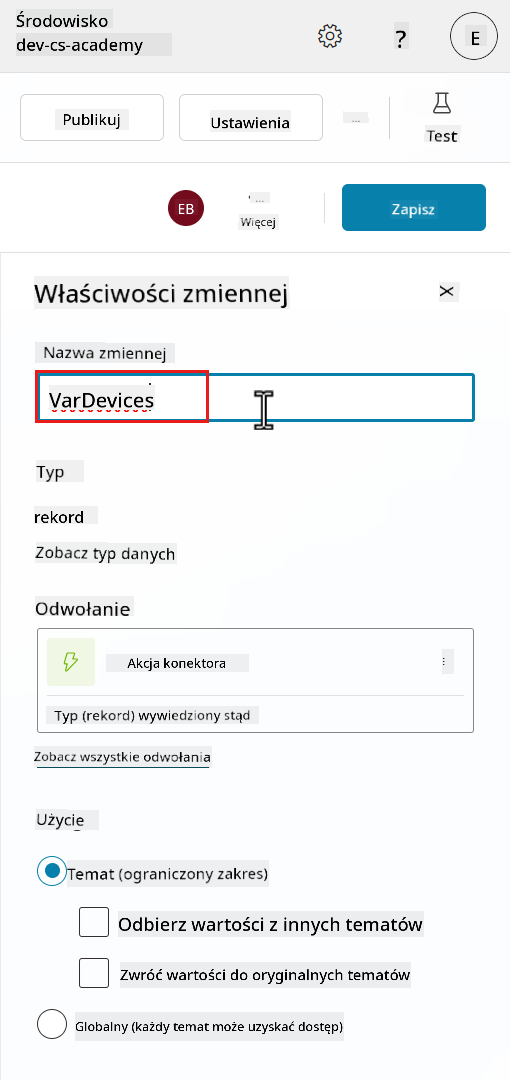 Środowisko
dev-cs-academy
?
E
Publikuj
Ustawienia
...
Test
EB
...
Więcej
Zapisz
Właściwości zmiennej
Nazwa zmiennej
VarDevices
Typ
rekord
Zobacz typ danych
Odwołanie
Akcja konektora
Typ (rekord) wywiedziony stąd
Zobacz wszystkie odwołania
Użycie
Temat (ograniczony zakres)
Odbierz wartości z innych tematów
Zwróć wartości do oryginalnych tematów
Globalny (każdy temat może uzyskać dostęp)